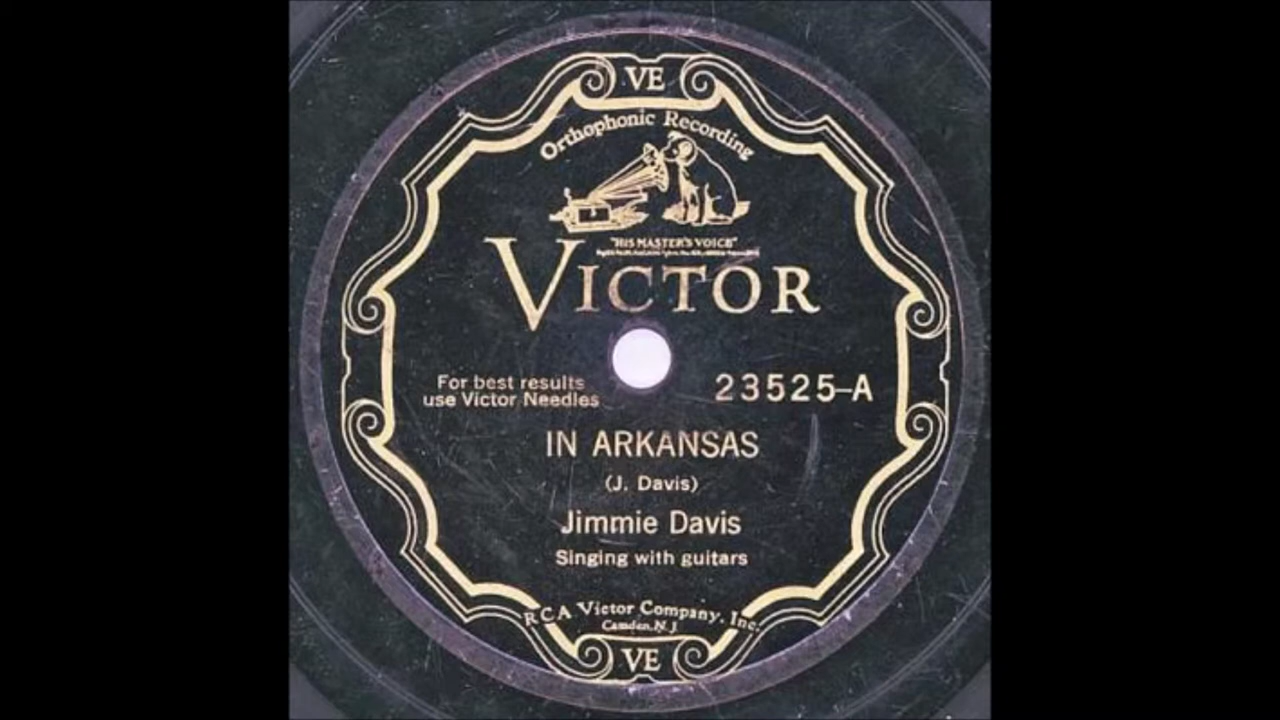 VE
Orthophonic Recording
"HIS MASTER'S VOICE"
VICTOR
For best results
use Victor Needles
23525-A
IN ARKANSAS
(J. Davis)
Jimmie Davis
Singing with guitars
RCA Victor Company, Inc.
Camden, N. J.
VE